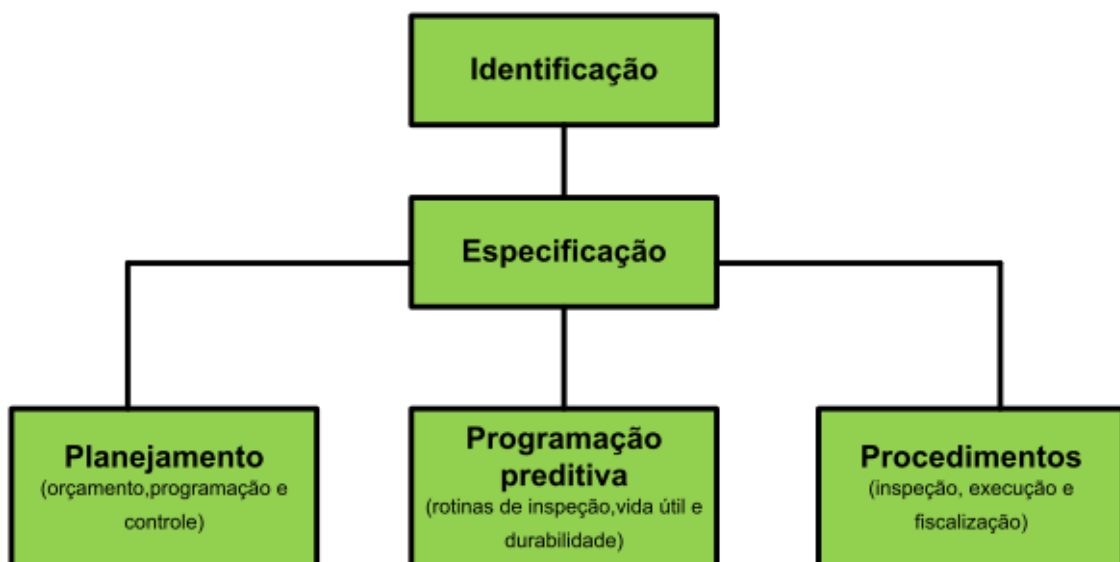 Identificação
Especificação
Planejamento
(orçamento,programação e
controle)
Programação
preditiva
(rotinas de inspeção,vida útil e
durabilidade)
Procedimentos
(inspeção, execução e
fiscalização)